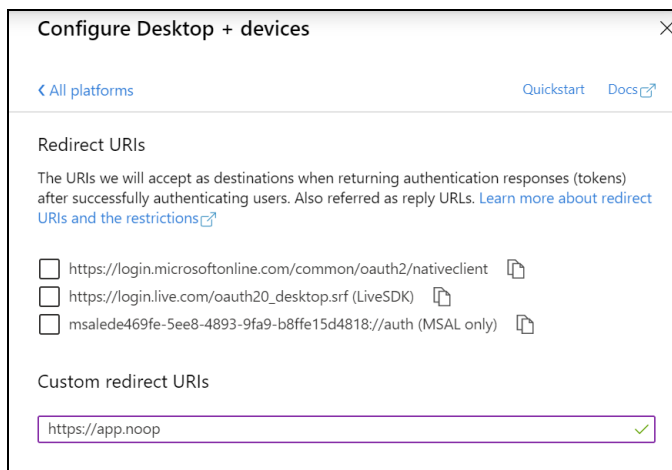 Configure Desktop + devices
All platforms Quickstart Docs
Redirect URIs
The URIs we will accept as destinations when returning authentication responses (tokens)
after successfully authenticating users. Also referred as reply URLs. Learn more about redirect
URIs and the restrictions
https://login.microsoftonline.com/common/oauth2/nativeclient
https://login.live.com/oauth20_desktop.srf (LiveSDK)
msalede469fe-5ee8-4893-9fa9-b8ffe15d4818://auth (MSAL only)
Custom redirect URIs
https://app.noop